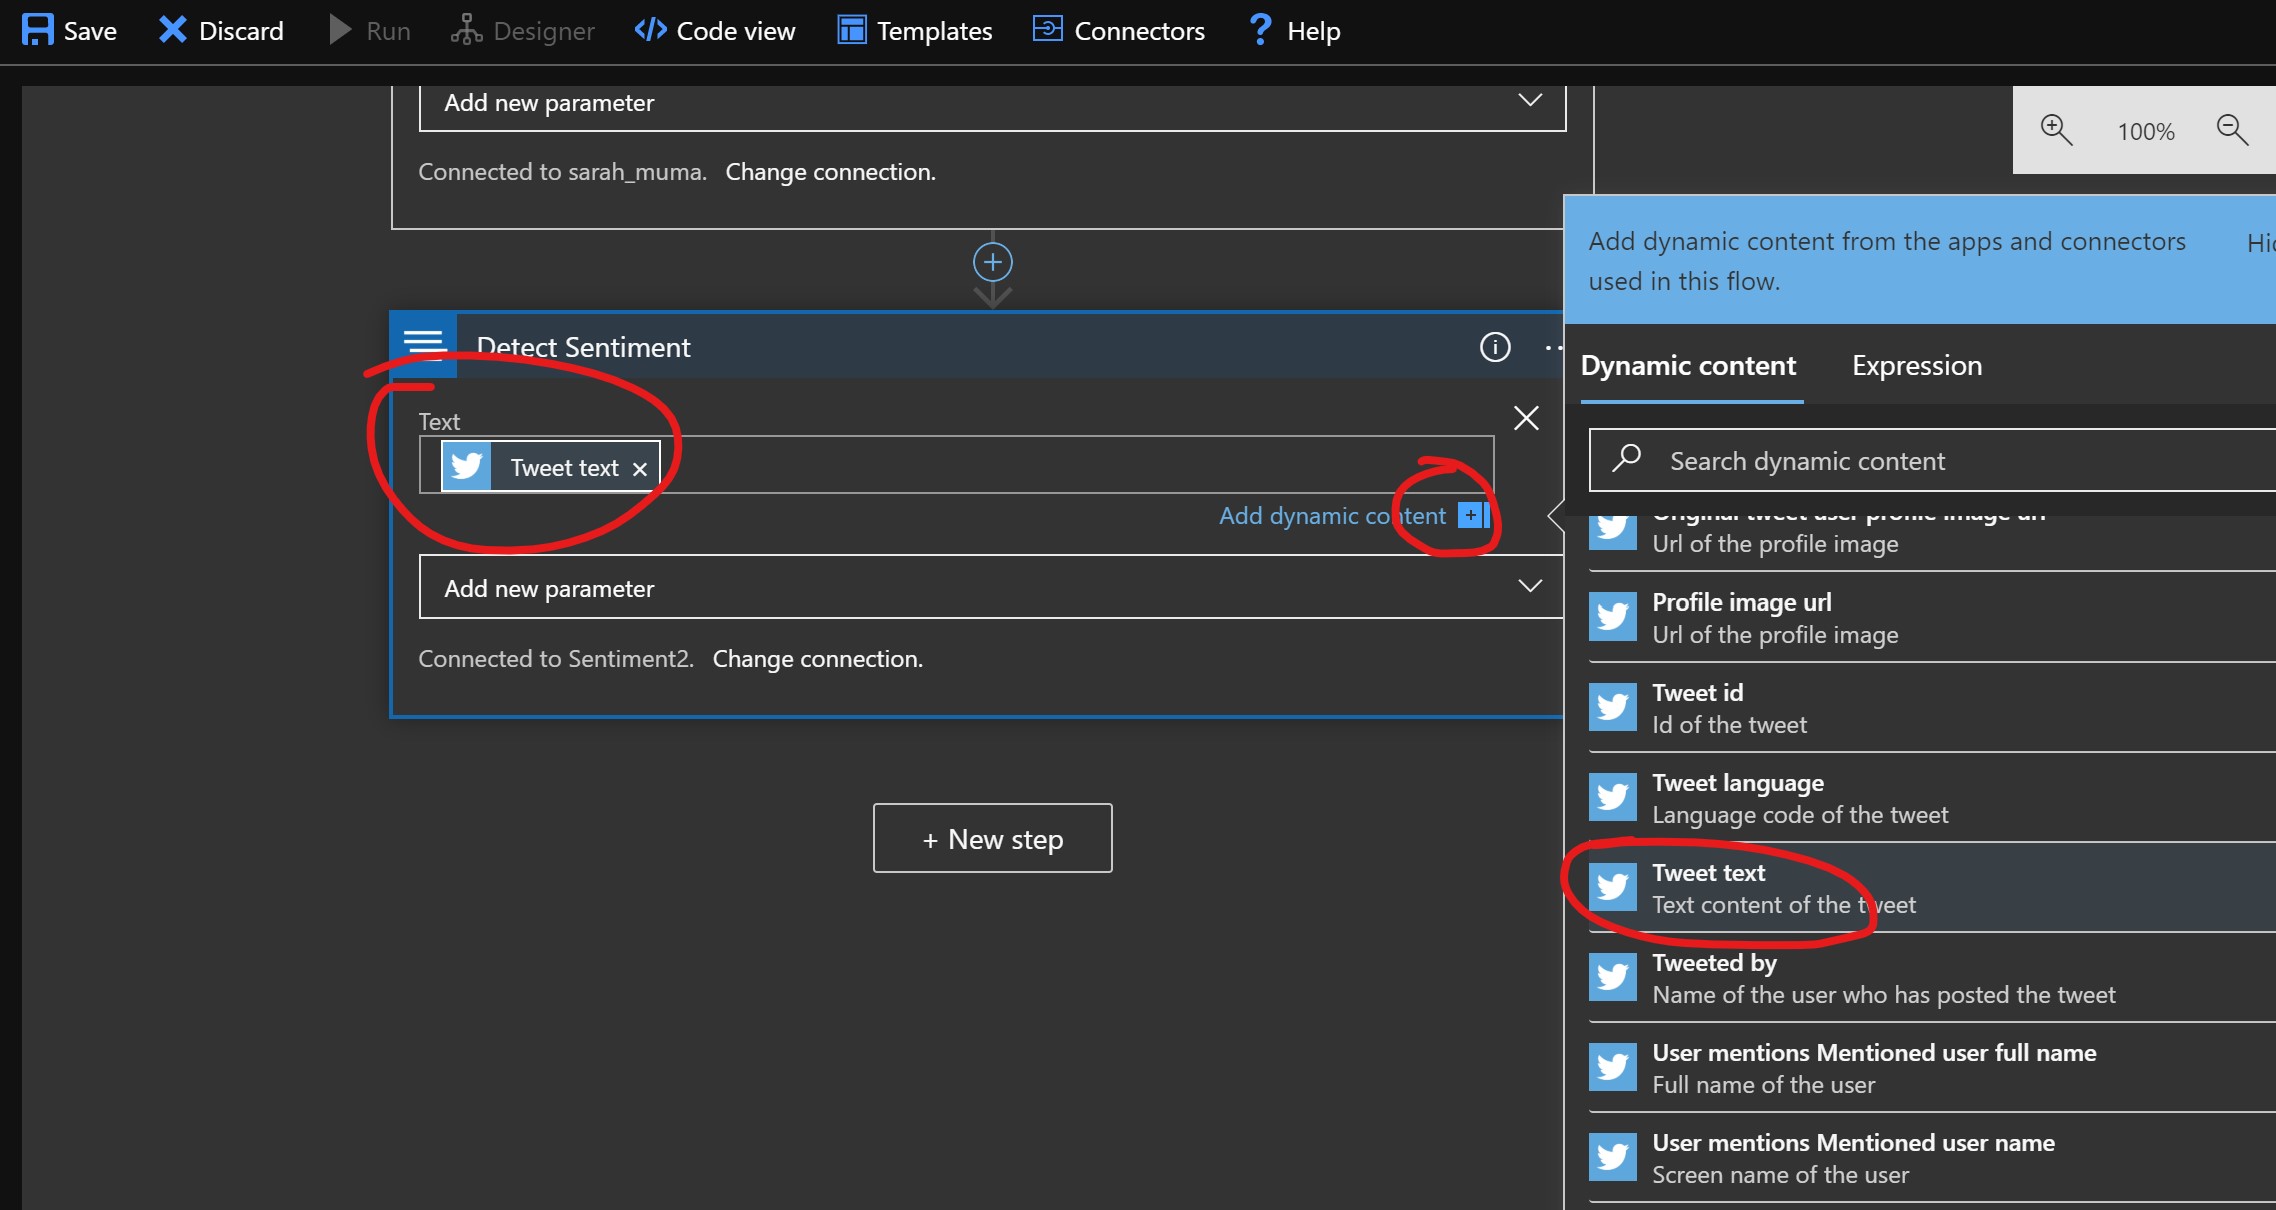 Save Discard Run Designer </> Code view Templates Connectors ? Help
Add new parameter
Connected to sarah_muma. Change connection.
100%
Add dynamic content from the apps and connectors
used in this flow.
Detect Sentiment
Text
Tweet text ×
Add dynamic content +
Add new parameter
Connected to Sentiment2. Change connection.
+ New step
Dynamic content Expression
Search dynamic content
Original tweet user profile image url
Url of the profile image
Profile image url
Url of the profile image
Tweet id
Id of the tweet
Tweet language
Language code of the tweet
Tweet text
Text content of the tweet
Tweeted by
Name of the user who has posted the tweet
User mentions Mentioned user full name
Full name of the user
User mentions Mentioned user name
Screen name of the user